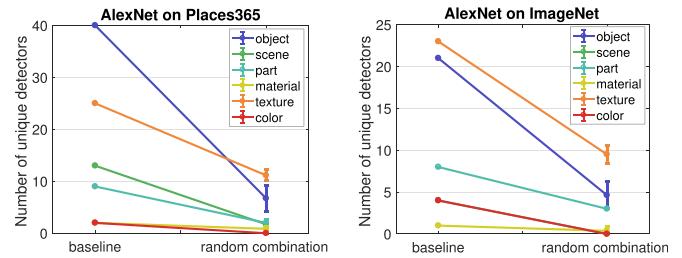 AlexNet on Places365
Number of unique detectors
40
30
20
10
0
object
scene
part
material
texture
color
baseline
random combination
AlexNet on ImageNet
Number of unique detectors
25
20
15
10
5
0
object
scene
part
material
texture
color
baseline
random combination